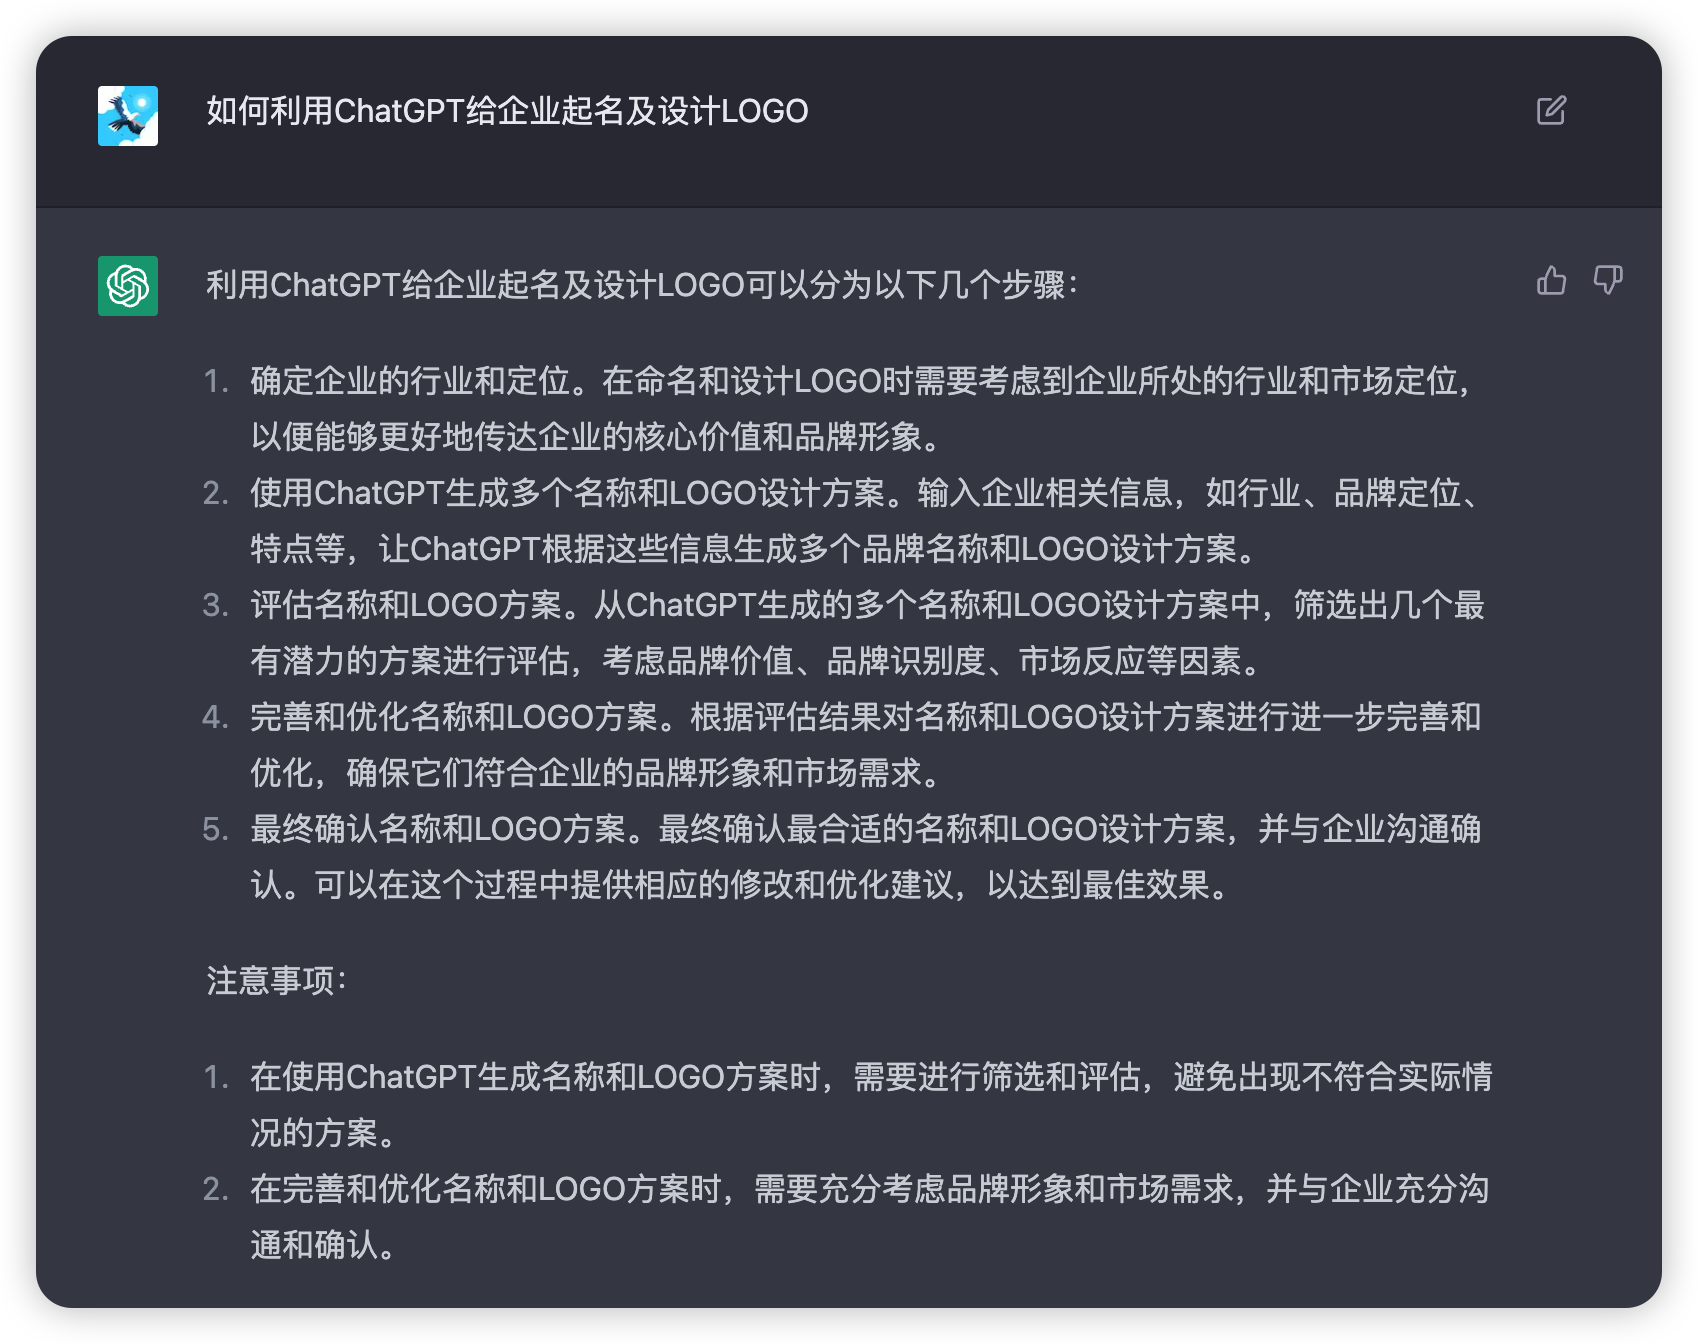 如何利用ChatGPT给企业起名及设计LOGO
利用ChatGPT给企业起名及设计LOGO可以分为以下几个步骤：
1. 确定企业的行业和定位。在命名和设计LOGO时需要考虑到企业所处的行业和市场定位，
以便能够更好地传达企业的核心价值和品牌形象。
2. 使用ChatGPT生成多个名称和LOGO设计方案。输入企业相关信息，如行业、品牌定位、
特点等，让ChatGPT根据这些信息生成多个品牌名称和LOGO设计方案。
3. 评估名称和LOGO方案。从ChatGPT生成的多个名称和LOGO设计方案中，筛选出几个最
有潜力的方案进行评估，考虑品牌价值、品牌识别度、市场反应等因素。
4. 完善和优化名称和LOGO方案。根据评估结果对名称和LOGO设计方案进行进一步完善和
优化，确保它们符合企业的品牌形象和市场需求。
5. 最终确认名称和LOGO方案。最终确认最合适的名称和LOGO设计方案，并与企业沟通确
认。可以在这个过程中提供相应的修改和优化建议，以达到最佳效果。
注意事项：
1. 在使用ChatGPT生成名称和LOGO方案时，需要进行筛选和评估，避免出现不符合实际情
况的方案。
2. 在完善和优化名称和LOGO方案时，需要充分考虑品牌形象和市场需求，并与企业充分沟
通和确认。